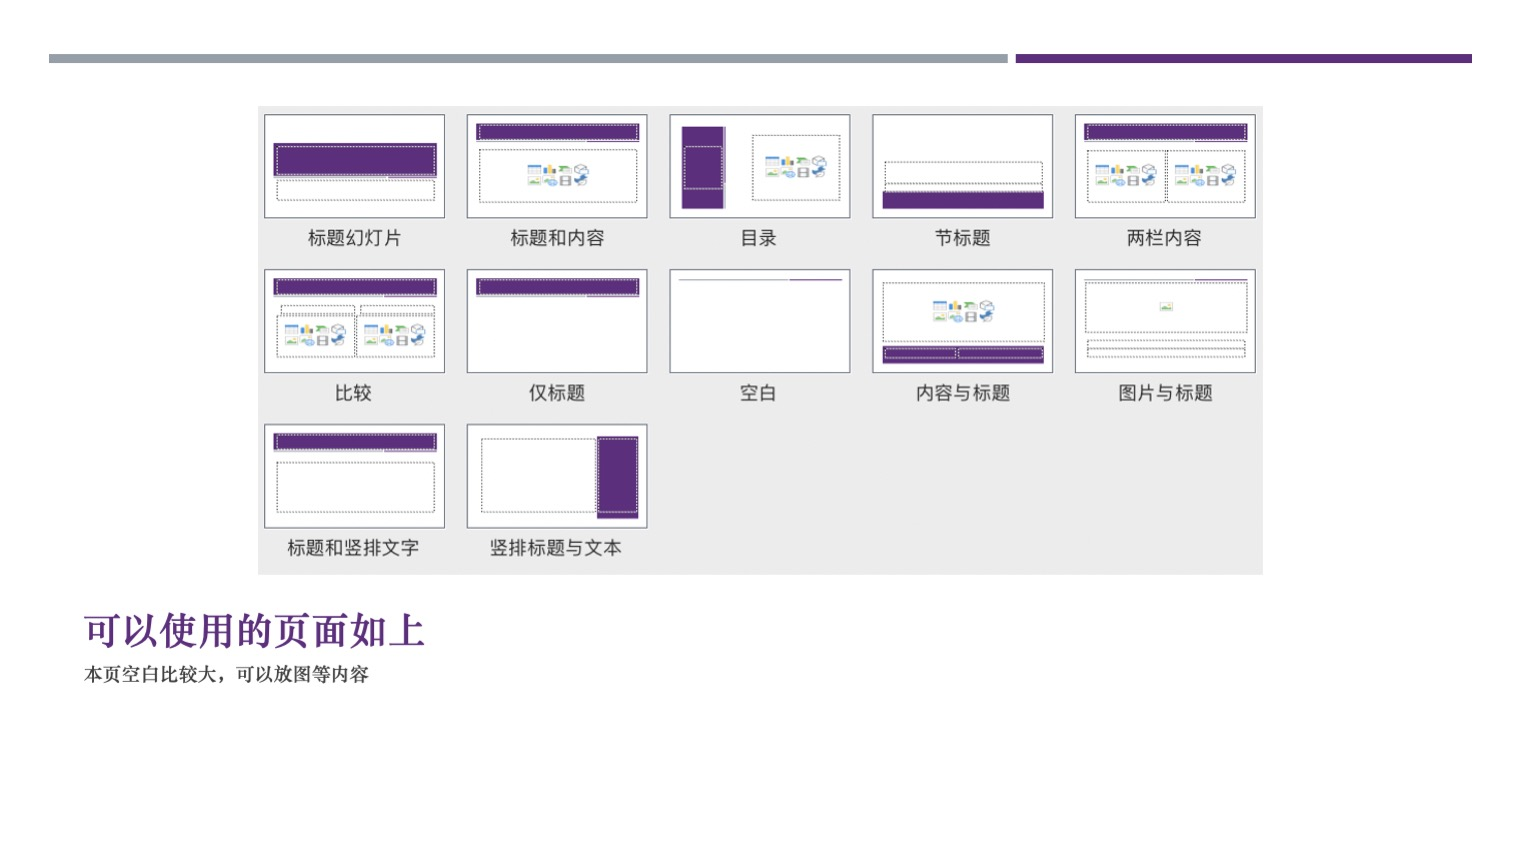 标题幻灯片 标题和内容 目录 节标题 两栏内容
比较 仅标题 空白 内容与标题 图片与标题
标题和竖排文字 竖排标题与文本
可以使用的页面如上
本页空白比较大，可以放图等内容